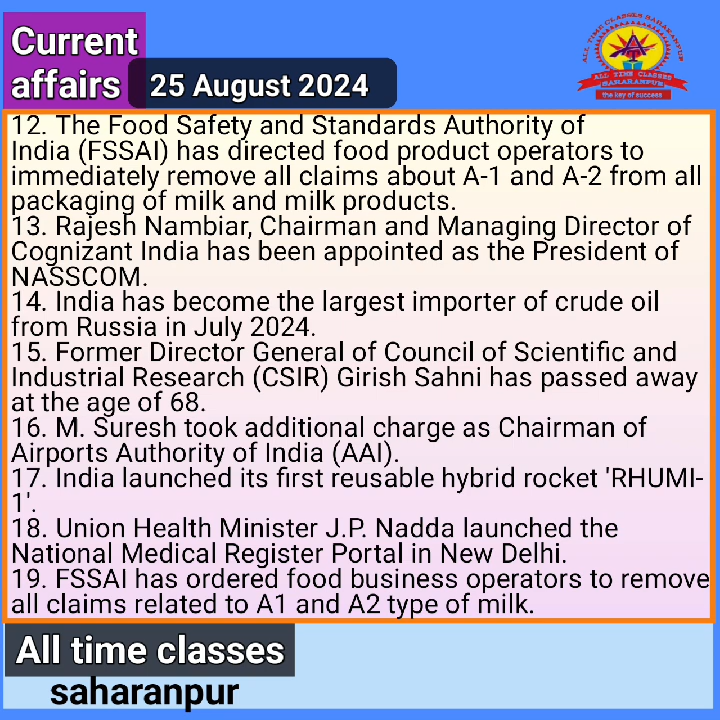 Current
affairs
25 August 2024
ALL TIME CLASSES SAHARANPUR
ALL TIME CLASSES
SAHARANPUR
the key of success
12. The Food Safety and Standards Authority of
India (FSSAI) has directed food product operators to
immediately remove all claims about A-1 and A-2 from all
packaging of milk and milk products.
13. Rajesh Nambiar, Chairman and Managing Director of
Cognizant India has been appointed as the President of
NASSCOM.
14. India has become the largest importer of crude oil
from Russia in July 2024.
15. Former Director General of Council of Scientific and
Industrial Research (CSIR) Girish Sahni has passed away
at the age of 68.
16. M. Suresh took additional charge as Chairman of
Airports Authority of India (AAI).
17. India launched its first reusable hybrid rocket 'RHUMI-
1'.
18. Union Health Minister J.P. Nadda launched the
National Medical Register Portal in New Delhi.
19. FSSAI has ordered food business operators to remove
all claims related to A1 and A2 type of milk.
All time classes
saharanpur